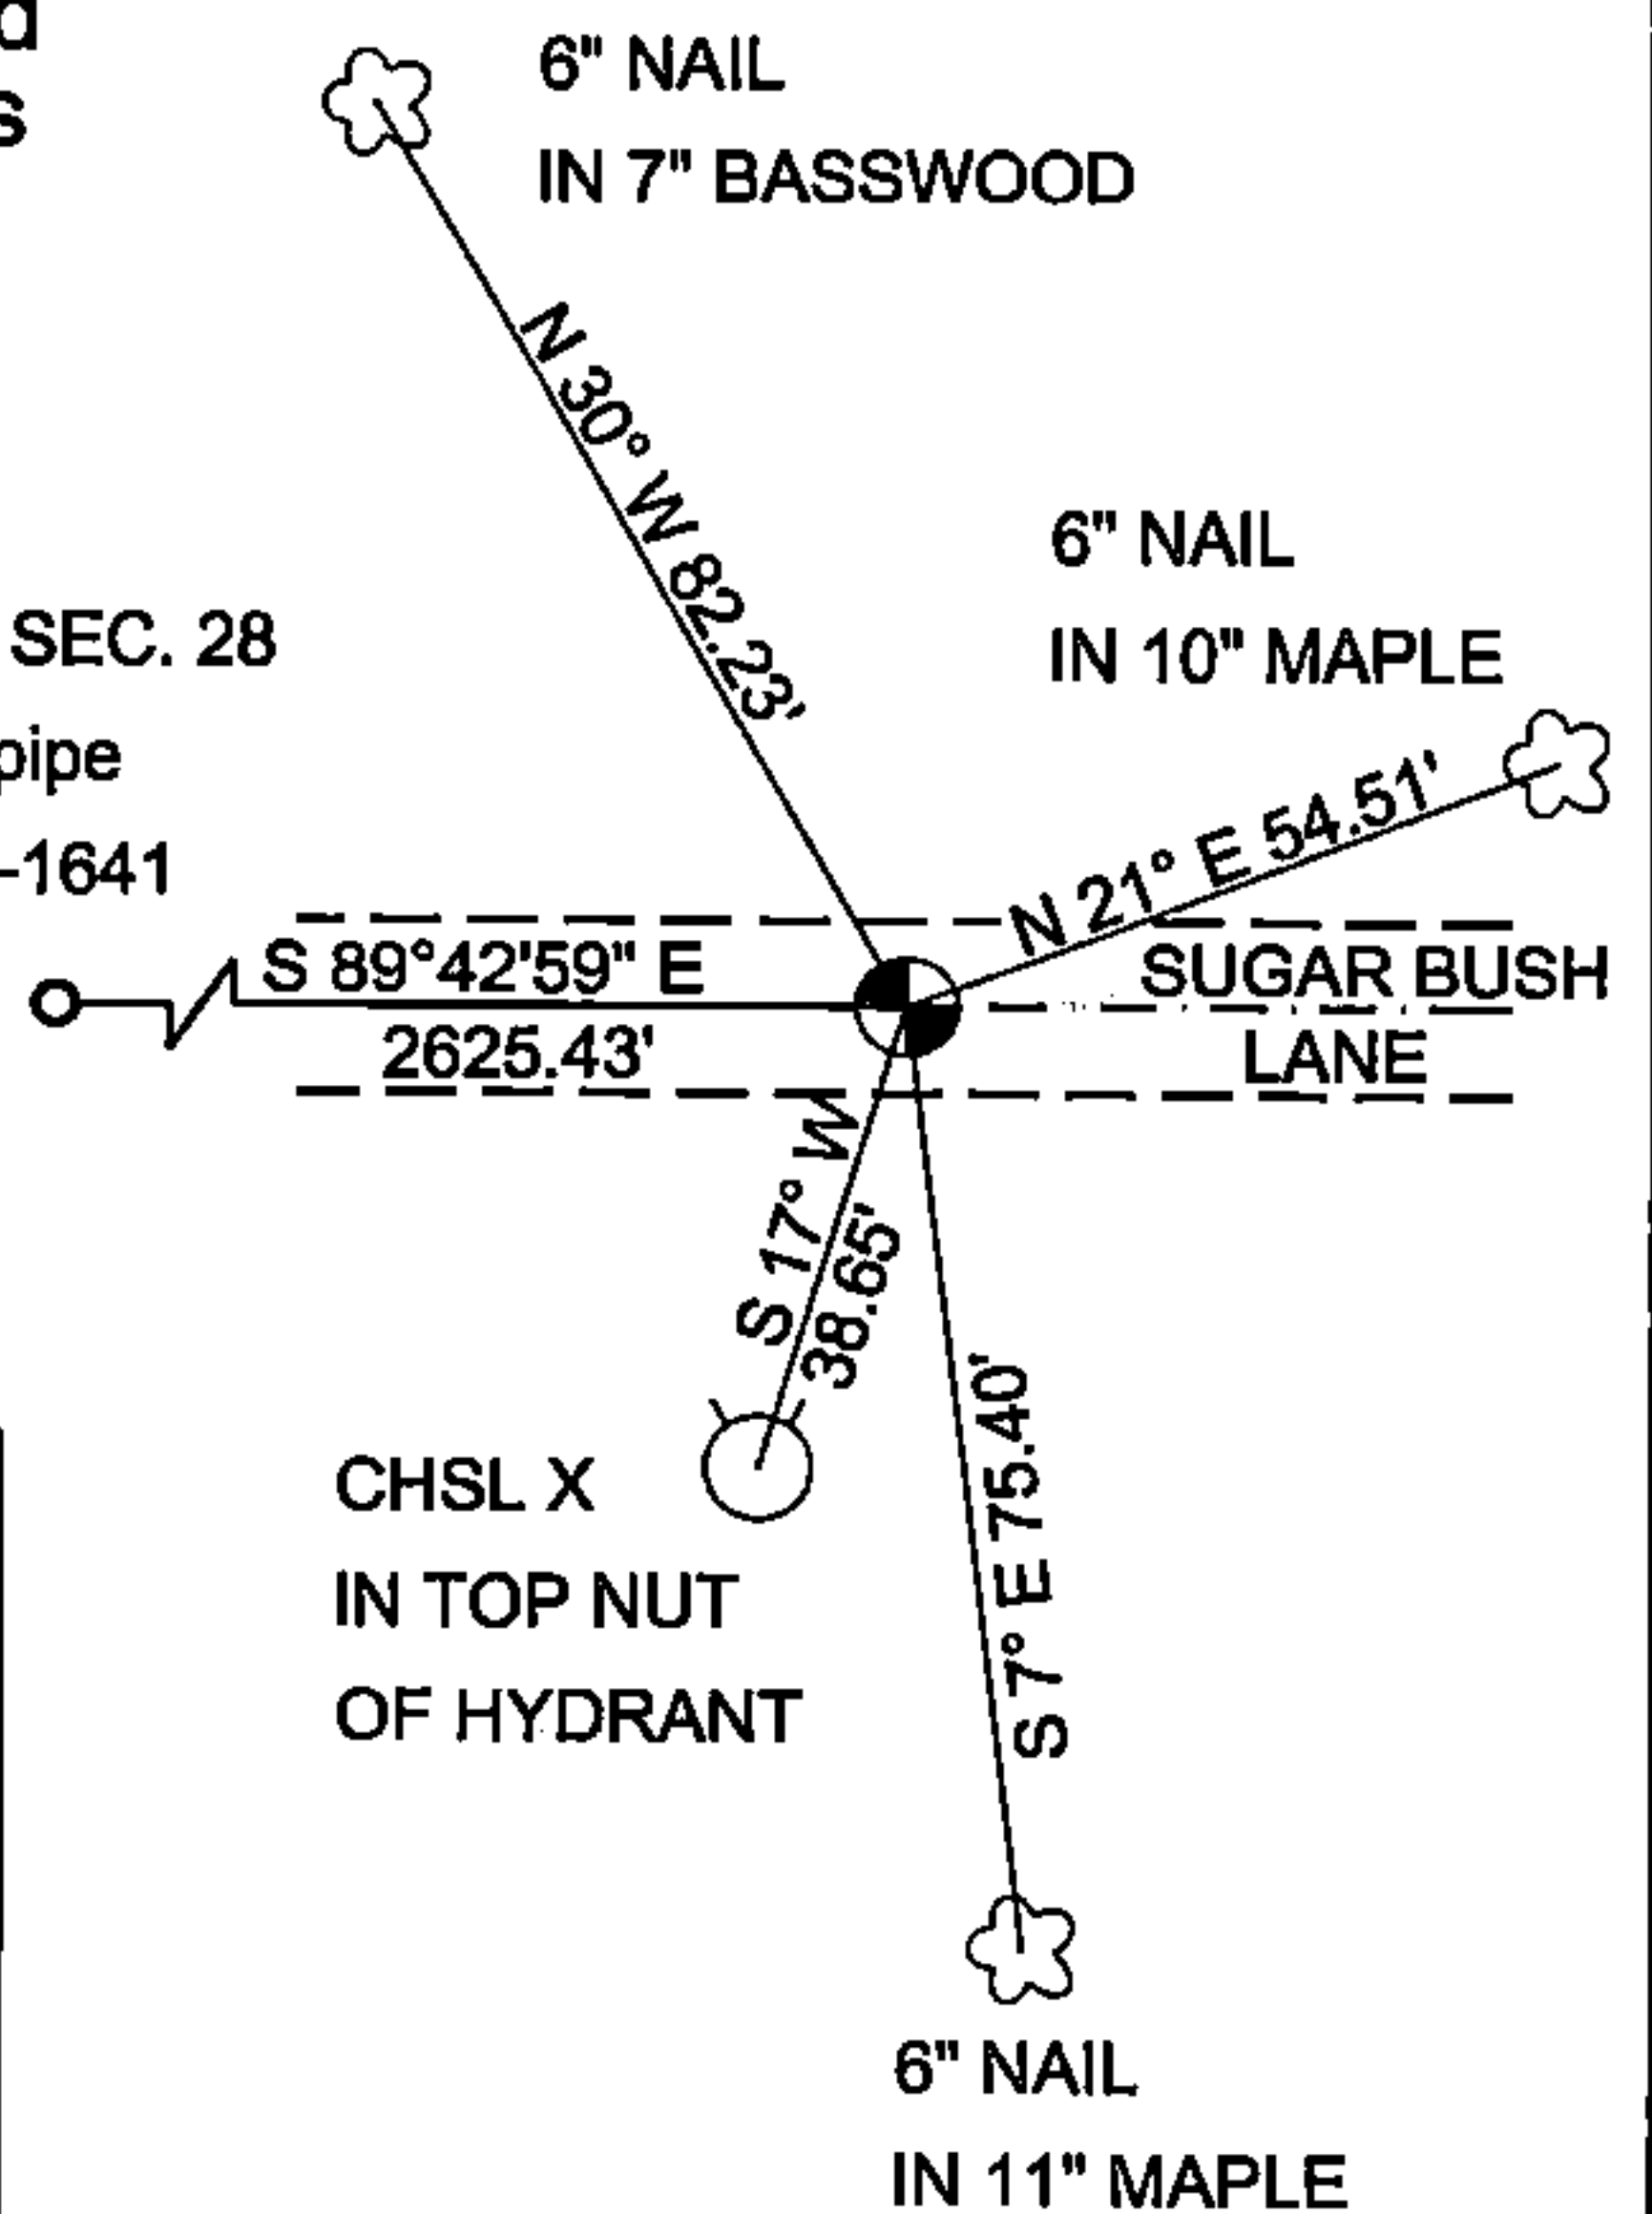 d
s
6" NAIL
IN 7" BASSWOOD
N 30° W 82.23'
6" NAIL
IN 10" MAPLE
SEC. 28
pipe
-1641
N 21° E 54.51'
S 89°42'59" E
2625.43'
SUGAR BUSH
LANE
S 17° W
38.65'
S 7° E 75.40'
CHSL X
IN TOP NUT
OF HYDRANT
6" NAIL
IN 11" MAPLE